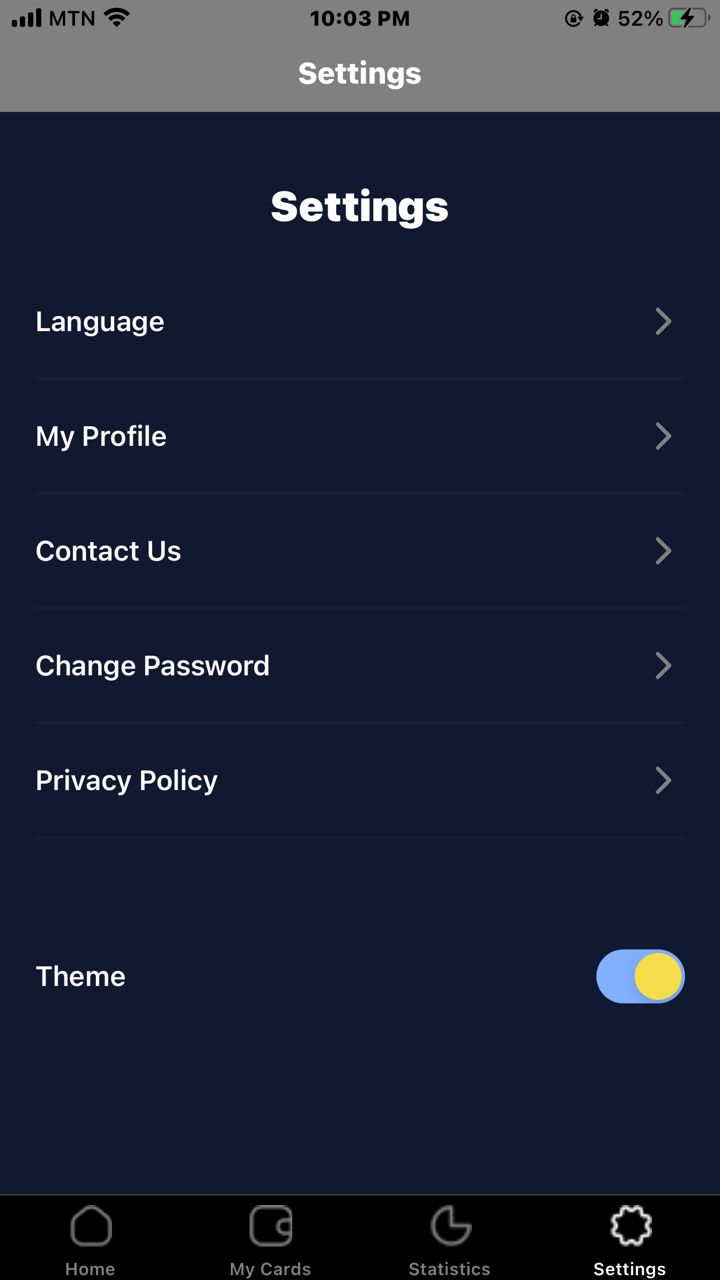 MTN 10:03 PM 52%
Settings
Settings
Language
My Profile
Contact Us
Change Password
Privacy Policy
Theme
Home My Cards Statistics Settings